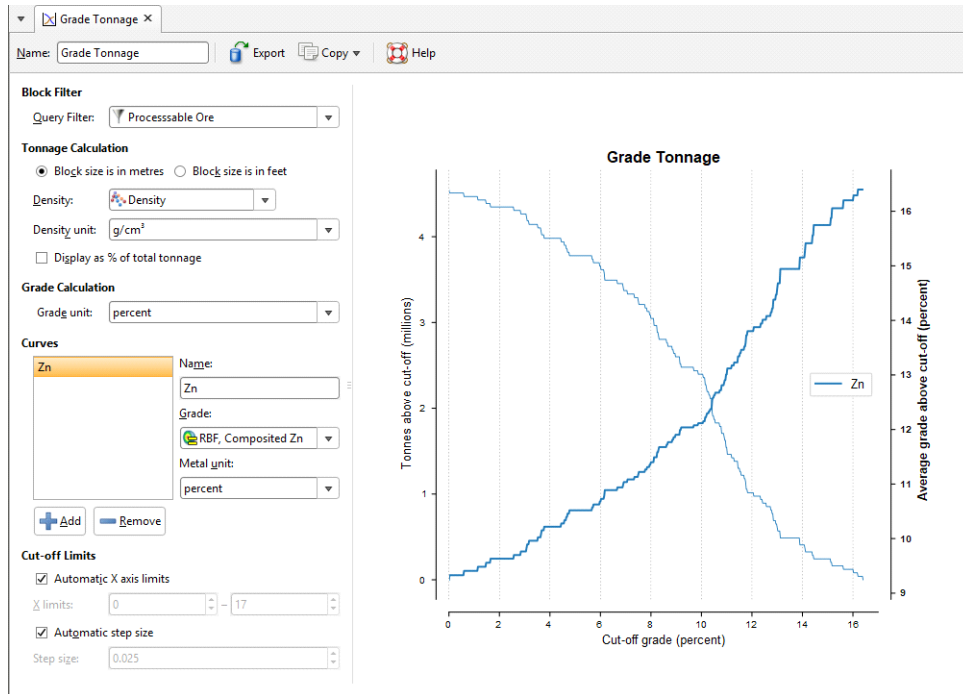 Grade Tonnage
Name: Grade Tonnage Export Copy Help
Block Filter
Query Filter: Processsable Ore
Tonnage Calculation
Block size is in metres Block size is in feet
Density: Density
Density unit: g/cm³
Display as % of total tonnage
Grade Calculation
Grade unit: percent
Curves
Zn
Name:
Zn
Grade:
RBF, Composited Zn
Metal unit:
percent
Add Remove
Cut-off Limits
Automatic X axis limits
X limits: 0 – 17
Automatic step size
Step size: 0.025
Grade Tonnage
Tonnes above cut-off (millions)
4
3
2
1
0
Zn
16
15
14
13
12
11
10
9
Average grade above cut-off (percent)
0 2 4 6 8 10 12 14 16
Cut-off grade (percent)